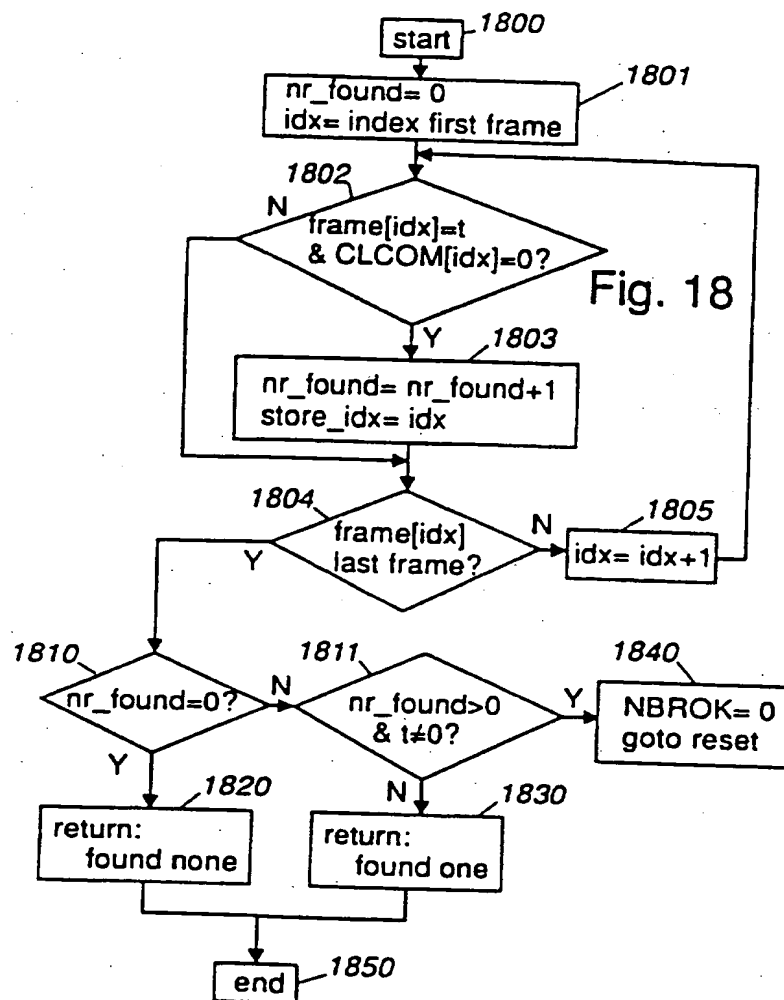 start
1800
nr_found= 0
idx= index first frame
1801
1802
N
frame[idx]=t
& CLCOM[idx]=0?
Fig. 18
Y
1803
nr_found= nr_found+1
store_idx= idx
1804
frame[idx]
last frame?
Y
N
1805
idx= idx+1
1810
nr_found=0?
N
Y
1811
nr_found>0
& t≠0?
Y
N
1840
NBROK= 0
goto reset
1820
return:
found none
1830
return:
found one
end
1850